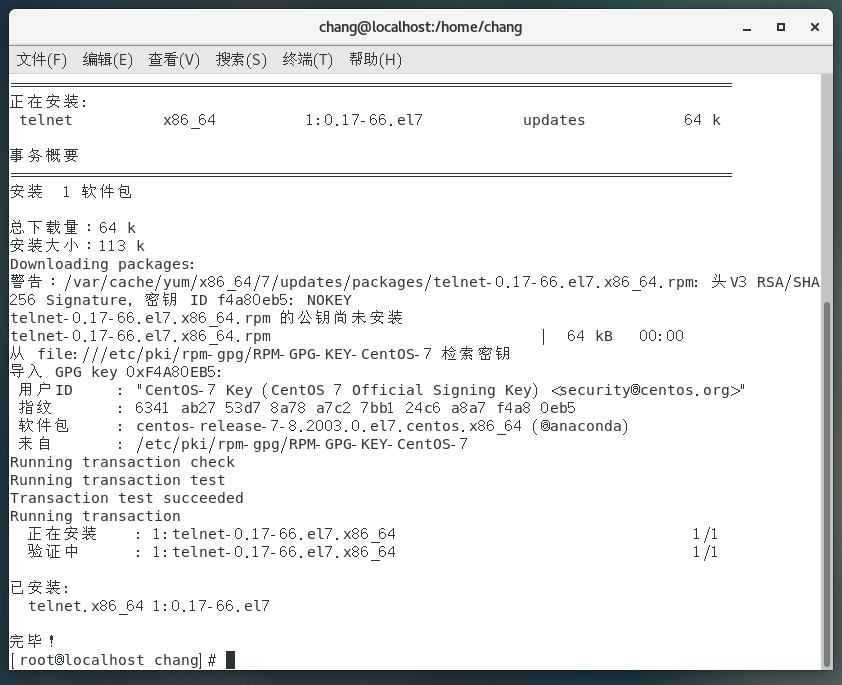 chang@localhost:/home/chang
文件(F) 编辑(E) 查看(V) 搜索(S) 终端(T) 帮助(H)
================================================================================
正在安装:
 telnet          x86_64          1:0.17-66.el7           updates           64 k

事务概要
================================================================================
安装  1 软件包

总下载量：64 k
安装大小：113 k
Downloading packages:
警告：/var/cache/yum/x86_64/7/updates/packages/telnet-0.17-66.el7.x86_64.rpm: 头V3 RSA/SHA
256 Signature, 密钥 ID f4a80eb5: NOKEY
telnet-0.17-66.el7.x86_64.rpm 的公钥尚未安装
telnet-0.17-66.el7.x86_64.rpm                              |  64 kB   00:00
从 file:///etc/pki/rpm-gpg/RPM-GPG-KEY-CentOS-7 检索密钥
导入 GPG key 0xF4A80EB5:
 用户ID     : "CentOS-7 Key (CentOS 7 Official Signing Key) <security@centos.org>"
 指纹       : 6341 ab27 53d7 8a78 a7c2 7bb1 24c6 a8a7 f4a8 0eb5
 软件包     : centos-release-7-8.2003.0.el7.centos.x86_64 (@anaconda)
 来自       : /etc/pki/rpm-gpg/RPM-GPG-KEY-CentOS-7
Running transaction check
Running transaction test
Transaction test succeeded
Running transaction
  正在安装    : 1:telnet-0.17-66.el7.x86_64                                 1/1
  验证中      : 1:telnet-0.17-66.el7.x86_64                                 1/1

已安装:
  telnet.x86_64 1:0.17-66.el7

完毕！
[root@localhost chang]#